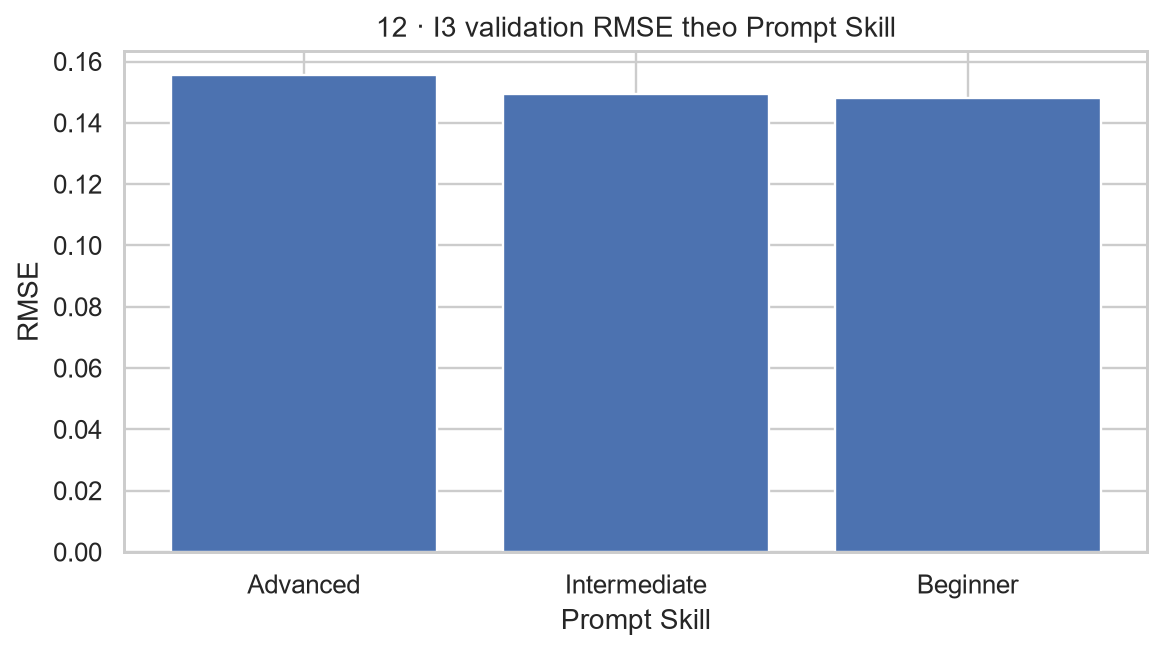 12 · I3 validation RMSE theo Prompt Skill
RMSE
0.16
0.14
0.12
0.10
0.08
0.06
0.04
0.02
0.00
Advanced
Intermediate
Beginner
Prompt Skill